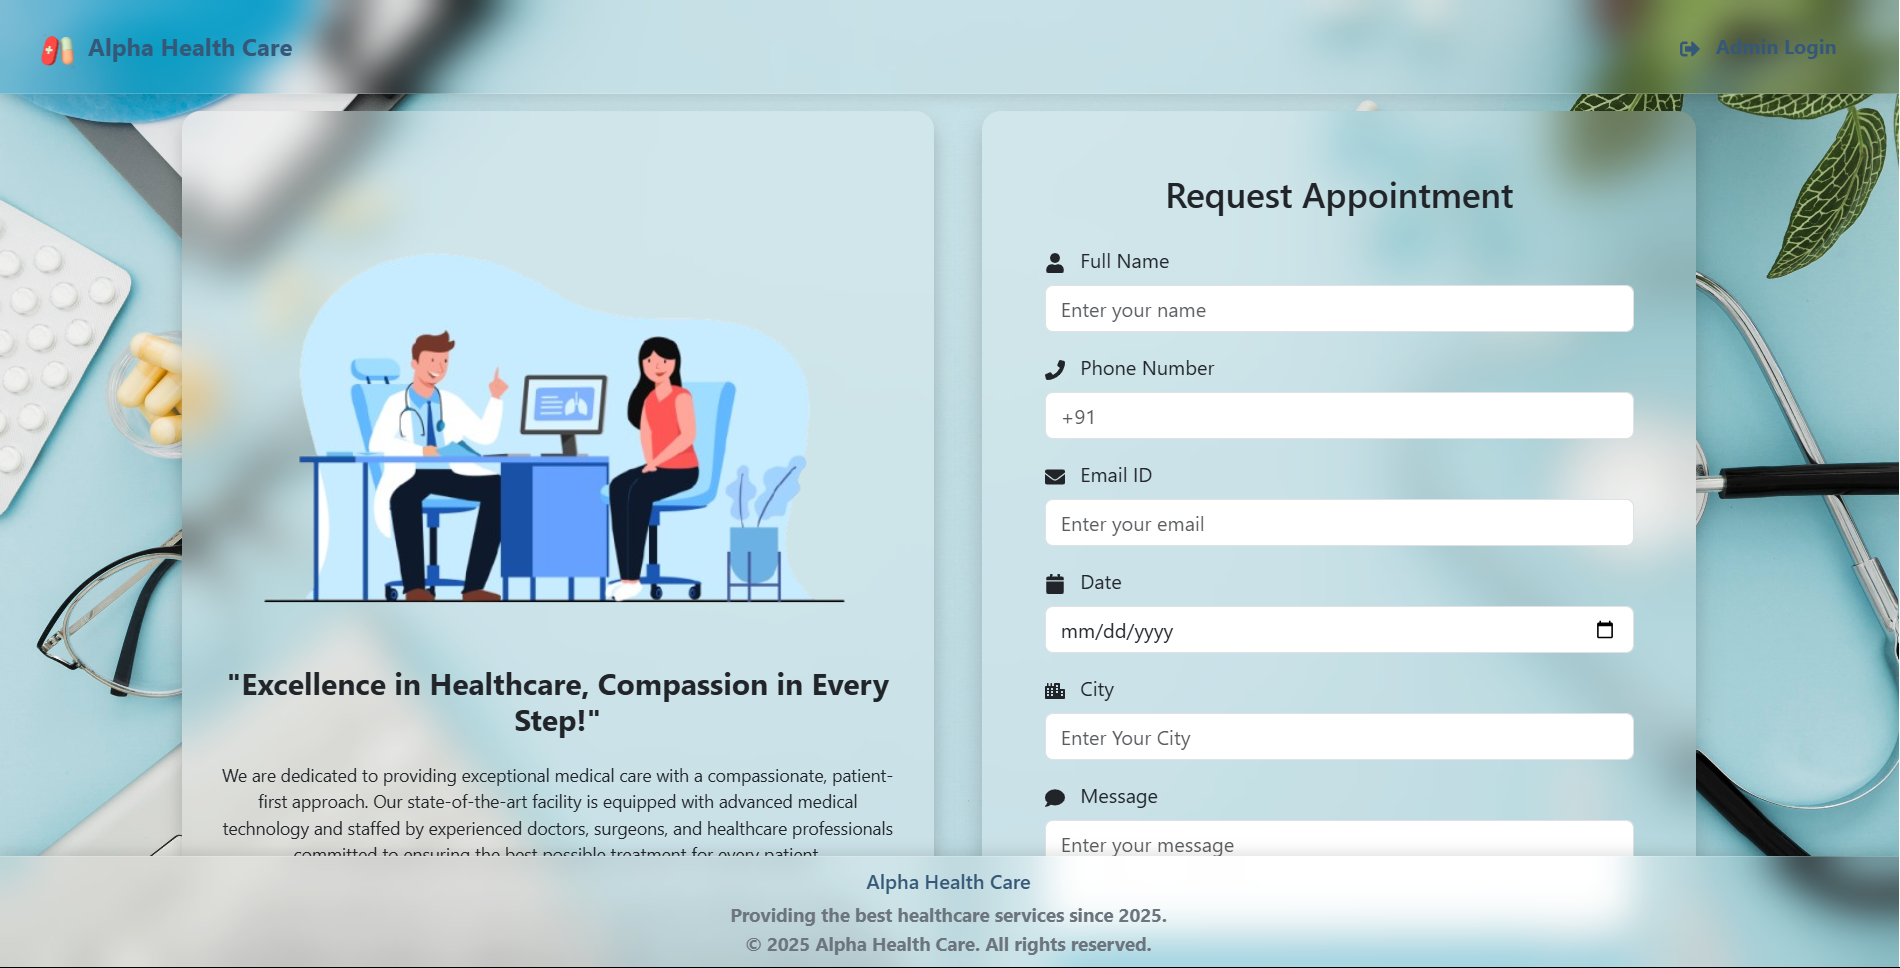 Alpha Health Care
Admin Login
"Excellence in Healthcare, Compassion in Every
Step!"
We are dedicated to providing exceptional medical care with a compassionate, patient-
first approach. Our state-of-the-art facility is equipped with advanced medical
technology and staffed by experienced doctors, surgeons, and healthcare professionals
committed to ensuring the best possible treatment for every patient.
Request Appointment
Full Name
Enter your name
Phone Number
+91
Email ID
Enter your email
Date
mm/dd/yyyy
City
Enter Your City
Message
Enter your message
Alpha Health Care
Providing the best healthcare services since 2025.
© 2025 Alpha Health Care. All rights reserved.